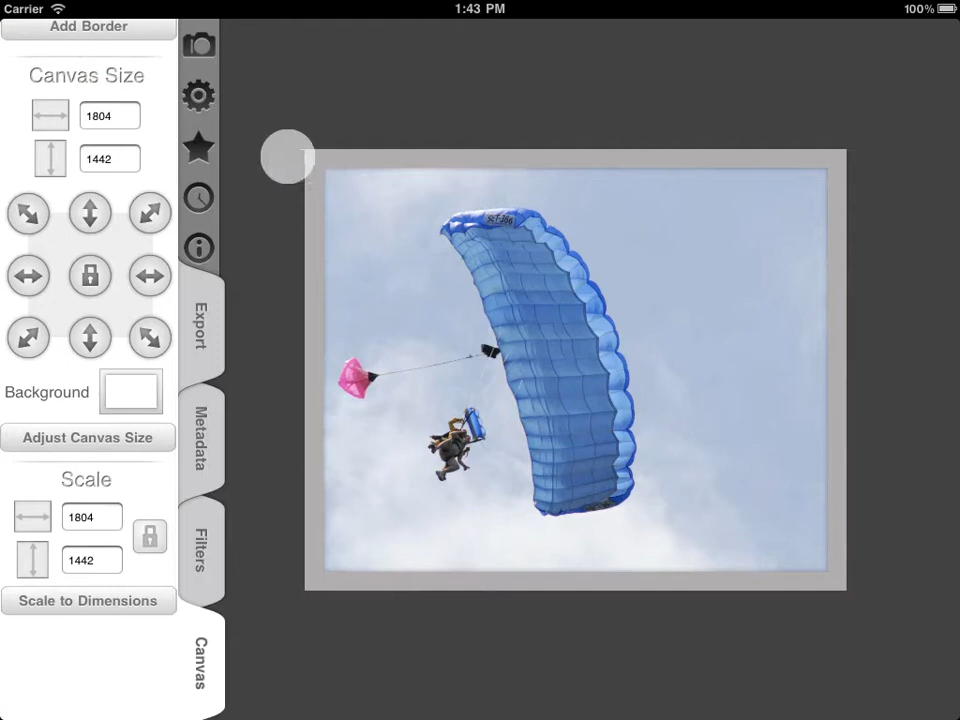 Carrier
1:43 PM
100%
Add Border
Canvas Size
1804
1442
Background
Adjust Canvas Size
Scale
1804
1442
Scale to Dimensions
Export
Metadata
Filters
Canvas